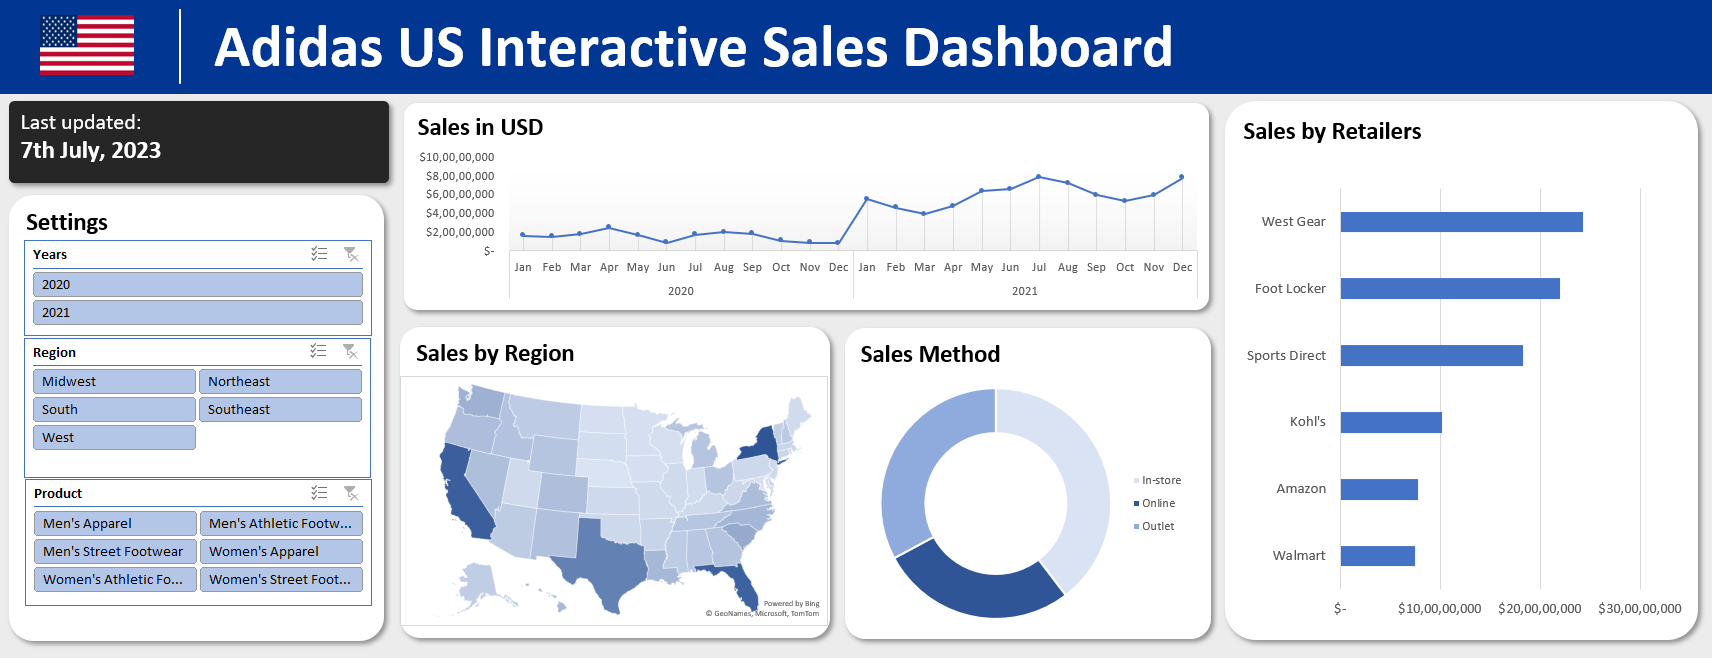 Adidas US Interactive Sales Dashboard
Last updated:
7th July, 2023
Settings
Years
2020
2021
Region
Midwest Northeast
South Southeast
West
Product
Men's Apparel Men's Athletic Footw...
Men's Street Footwear Women's Apparel
Women's Athletic Fo... Women's Street Foot...
Sales in USD
$10,00,00,000
$8,00,00,000
$6,00,00,000
$4,00,00,000
$2,00,00,000
$-
Jan Feb Mar Apr May Jun Jul Aug Sep Oct Nov Dec Jan Feb Mar Apr May Jun Jul Aug Sep Oct Nov Dec
2020 2021
Sales by Region
Powered by Bing
© GeoNames, Microsoft, TomTom
Sales Method
In-store
Online
Outlet
Sales by Retailers
West Gear
Foot Locker
Sports Direct
Kohl's
Amazon
Walmart
$- $10,00,00,000 $20,00,00,000 $30,00,00,000